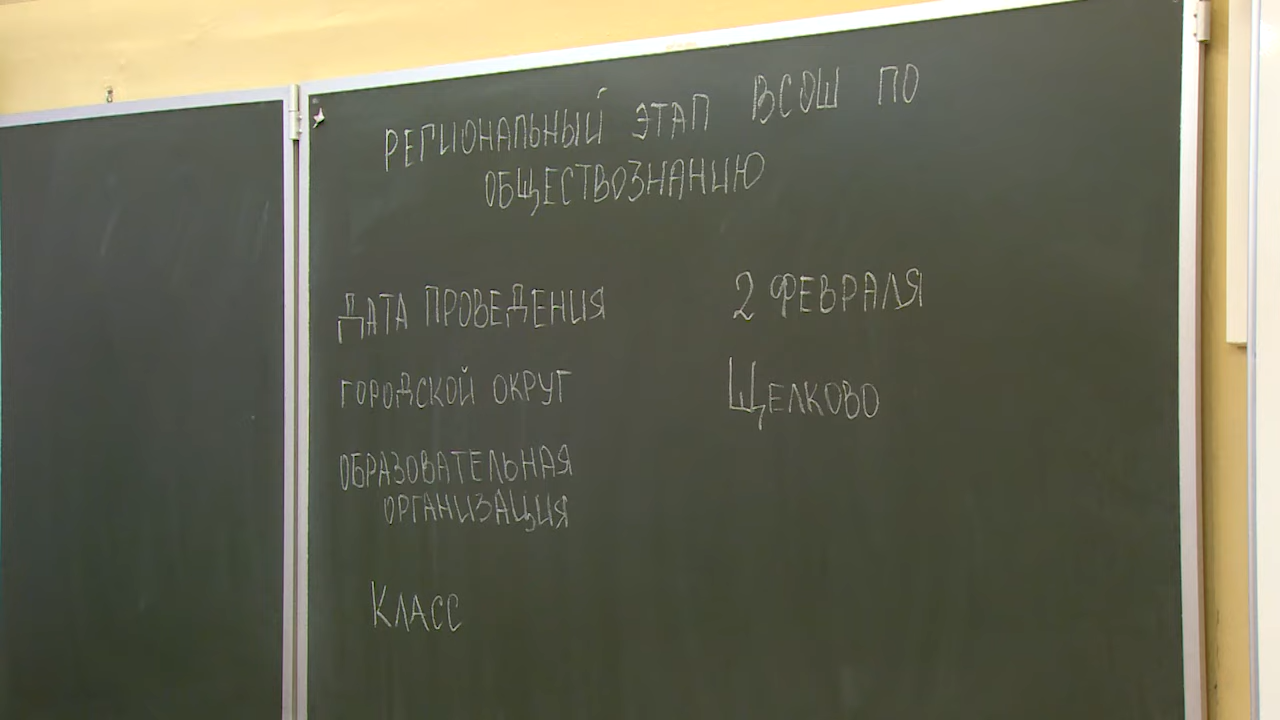 РЕГИОНАЛЬНЫЙ ЭТАП ВСОШ ПО
ОБЩЕСТВОЗНАНИЮ
ДАТА ПРОВЕДЕНИЯ 2 ФЕВРАЛЯ
ГОРОДСКОЙ ОКРУГ ЩЕЛКОВО
ОБРАЗОВАТЕЛЬНАЯ
ОРГАНИЗАЦИЯ
КЛАСС